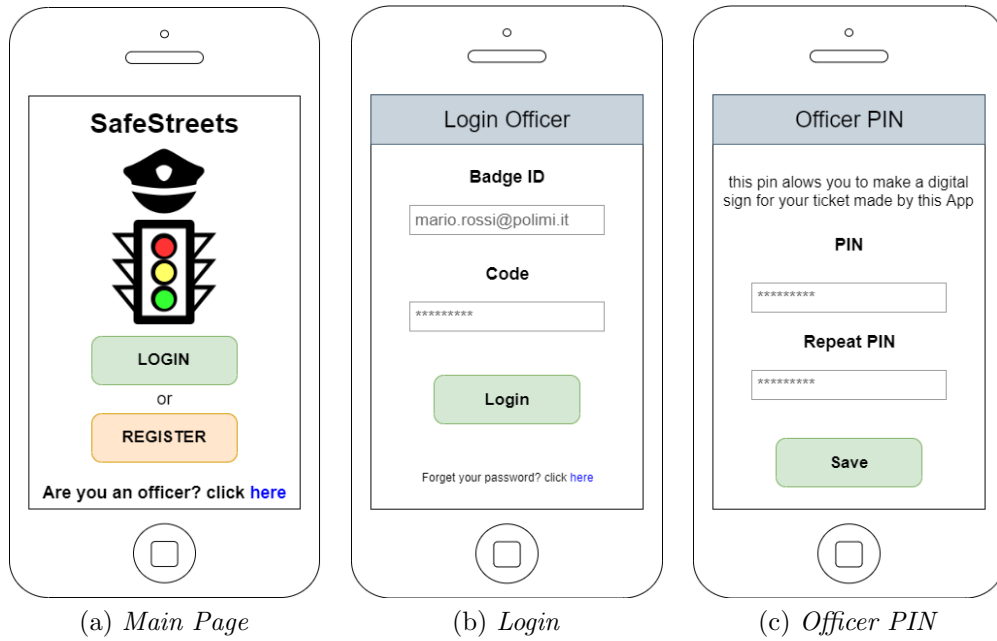 SafeStreets
LOGIN
or
REGISTER
Are you an officer? click here
(a) Main Page
Login Officer
Badge ID
mario.rossi@polimi.it
Code
*********
Login
Forget your password? click here
(b) Login
Officer PIN
this pin alows you to make a digital
sign for your ticket made by this App
PIN
*********
Repeat PIN
*********
Save
(c) Officer PIN